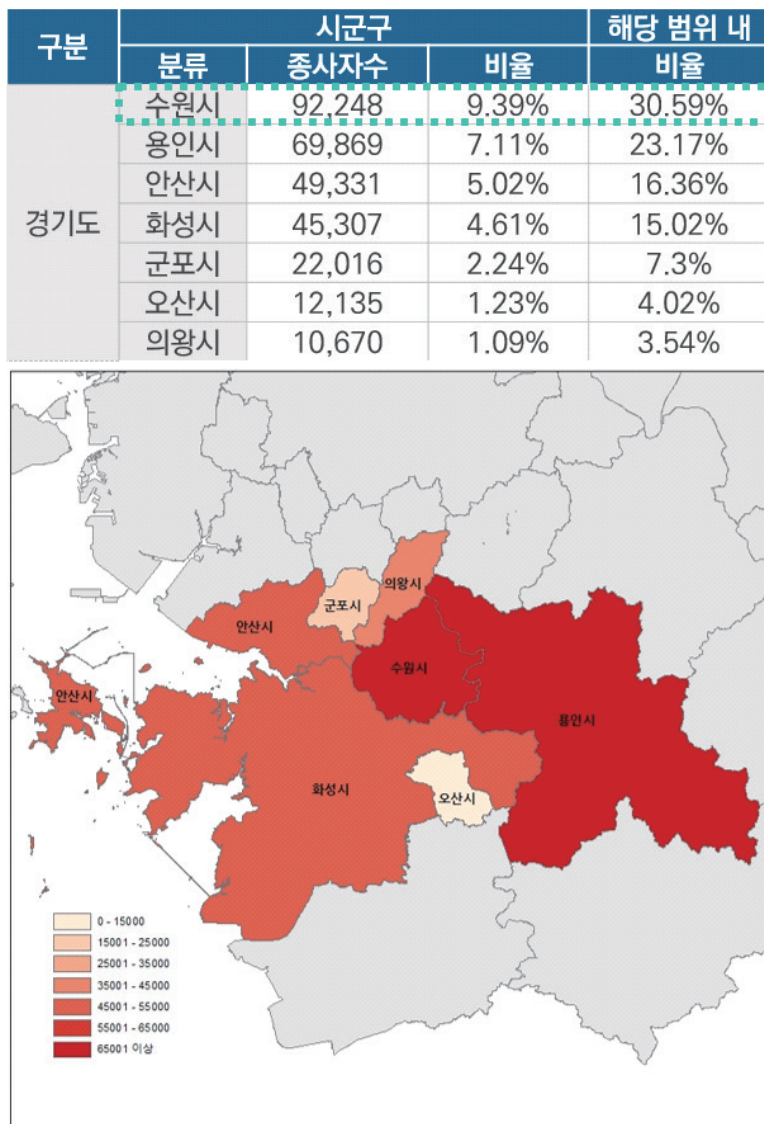 구분 시군구 해당 범위 내
분류 종사자수 비율 비율
경기도 수원시 92,248 9.39% 30.59%
용인시 69,869 7.11% 23.17%
안산시 49,331 5.02% 16.36%
화성시 45,307 4.61% 15.02%
군포시 22,016 2.24% 7.3%
오산시 12,135 1.23% 4.02%
의왕시 10,670 1.09% 3.54%
의왕시
군포시
안산시
수원시
안산시
용인시
화성시
오산시
0 - 15000
15001 - 25000
25001 - 35000
35001 - 45000
45001 - 55000
55001 - 65000
65001 이상